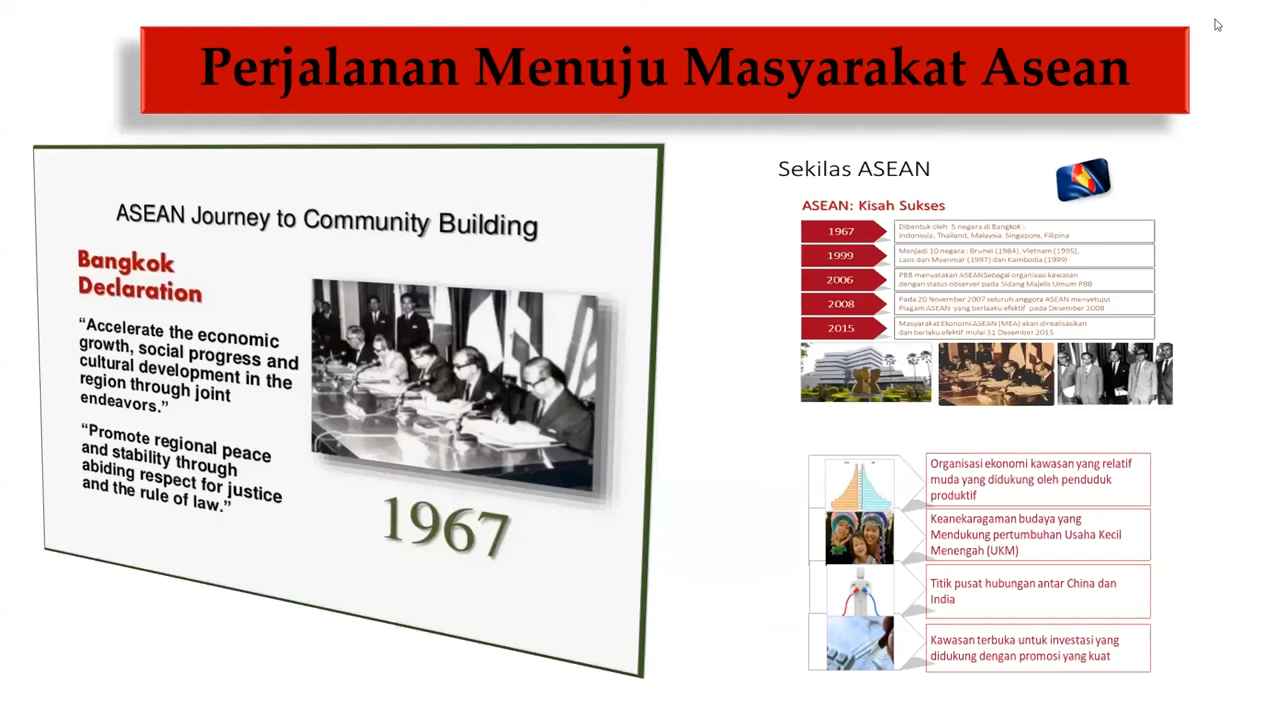 Perjalanan Menuju Masyarakat Asean
ASEAN Journey to Community Building
Bangkok
Declaration
“Accelerate the economic
growth, social progress and
cultural development in the
region through joint
endeavors.”
“Promote regional peace
and stability through
abiding respect for justice
and the rule of law.”
1967
Sekilas ASEAN
ASEAN: Kisah Sukses
1967
Dibentuk oleh 5 negara di Bangkok :
Indonesia, Thailand, Malaysia, Singapore, Filipina
1999
Menjadi 10 negara : Brunei (1984), Vietnam (1995),
Laos dan Myanmar (1997) dan Kambodia (1999)
2006
PBB menyatakan ASEANSebagai organisasi kawasan
dengan status observer pada Sidang Majelis Umum PBB
2008
Pada 20 November 2007 seluruh anggota ASEAN menyetujui
Piagam ASEAN yang berlaaku efektif pada Desember 2008
2015
Masyarakat Ekonomi ASEAN (MEA) akan direalisasikan
dan berlaku efektif mulai 31 Desember 2015
Organisasi ekonomi kawasan yang relatif
muda yang didukung oleh penduduk
produktif
Keanekaragaman budaya yang
Mendukung pertumbuhan Usaha Kecil
Menengah (UKM)
Titik pusat hubungan antar China dan
India
Kawasan terbuka untuk investasi yang
didukung dengan promosi yang kuat